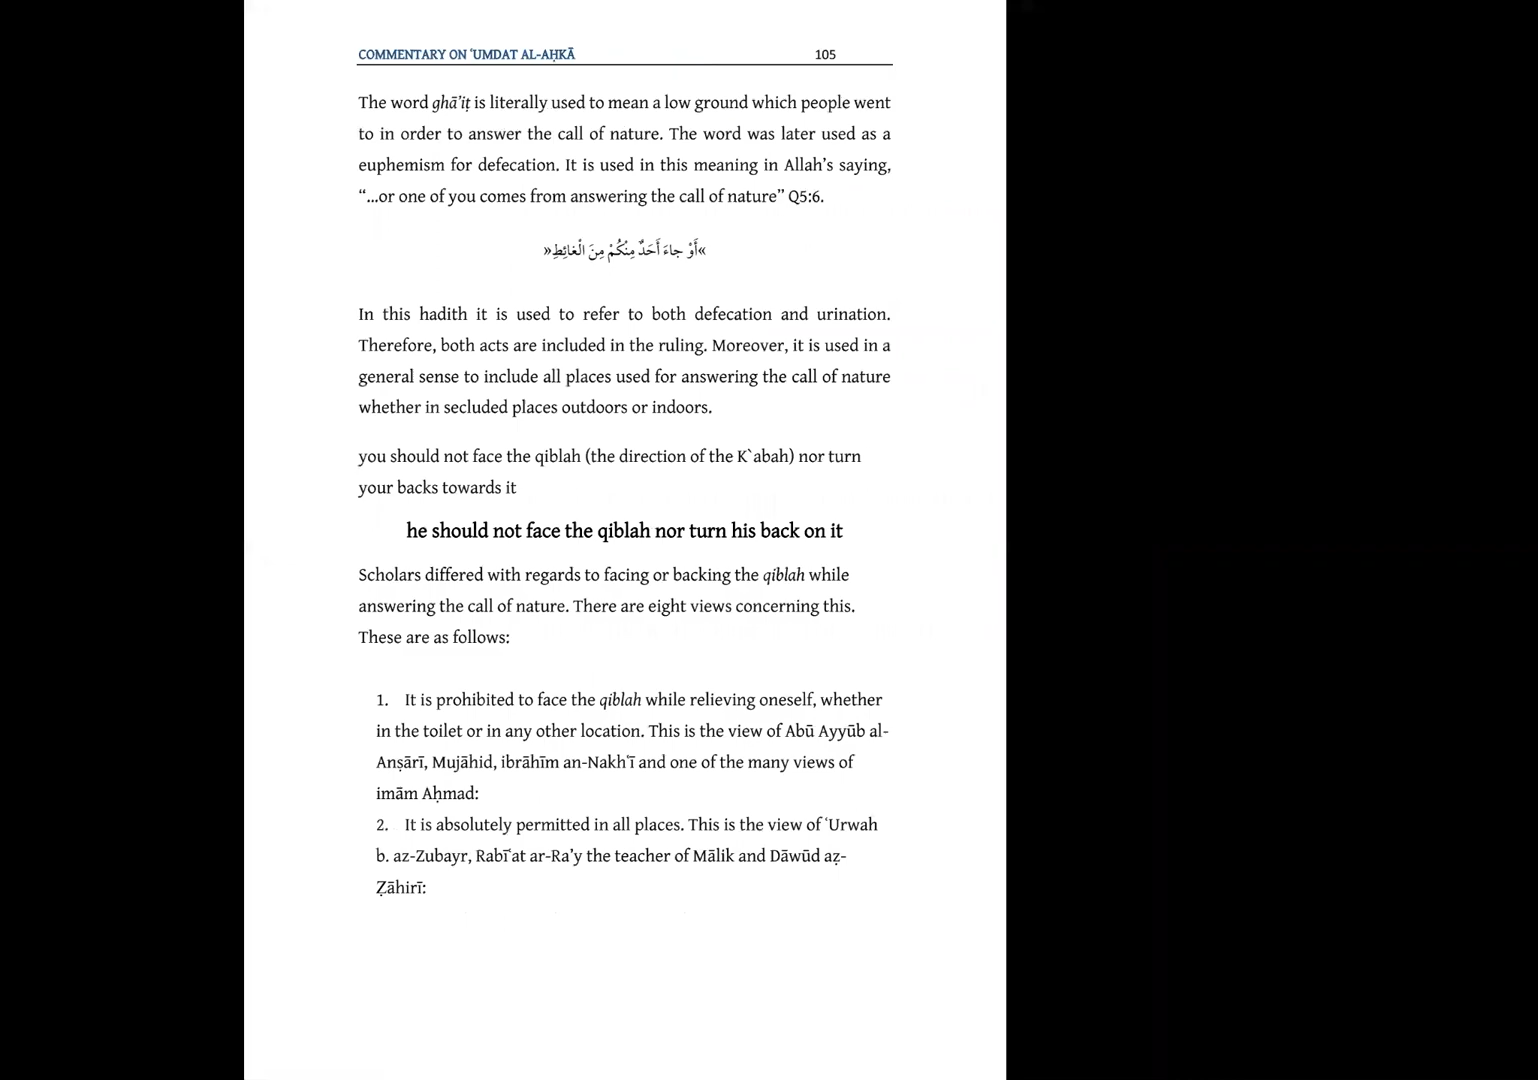 COMMENTARY ON ʿUMDAT AL-AḤKĀ 105
The word ghā’iṭ is literally used to mean a low ground which people went
to in order to answer the call of nature. The word was later used as a
euphemism for defecation. It is used in this meaning in Allah’s saying,
“...or one of you comes from answering the call of nature” Q5:6.
»أَوْ جاءَ أَحَدٌ مِنْكُمْ مِنَ الْغائِطِ«
In this hadith it is used to refer to both defecation and urination.
Therefore, both acts are included in the ruling. Moreover, it is used in a
general sense to include all places used for answering the call of nature
whether in secluded places outdoors or indoors.
you should not face the qiblah (the direction of the K`abah) nor turn
your backs towards it
he should not face the qiblah nor turn his back on it
Scholars differed with regards to facing or backing the qiblah while
answering the call of nature. There are eight views concerning this.
These are as follows:
1. It is prohibited to face the qiblah while relieving oneself, whether
in the toilet or in any other location. This is the view of Abū Ayyūb al-
Anṣārī, Mujāhid, ibrāhīm an-Nakhʿī and one of the many views of
imām Aḥmad:
2. It is absolutely permitted in all places. This is the view of ʿUrwah
b. az-Zubayr, Rabīʿat ar-Ra’y the teacher of Mālik and Dāwūd aẓ-
Ẓāhirī: